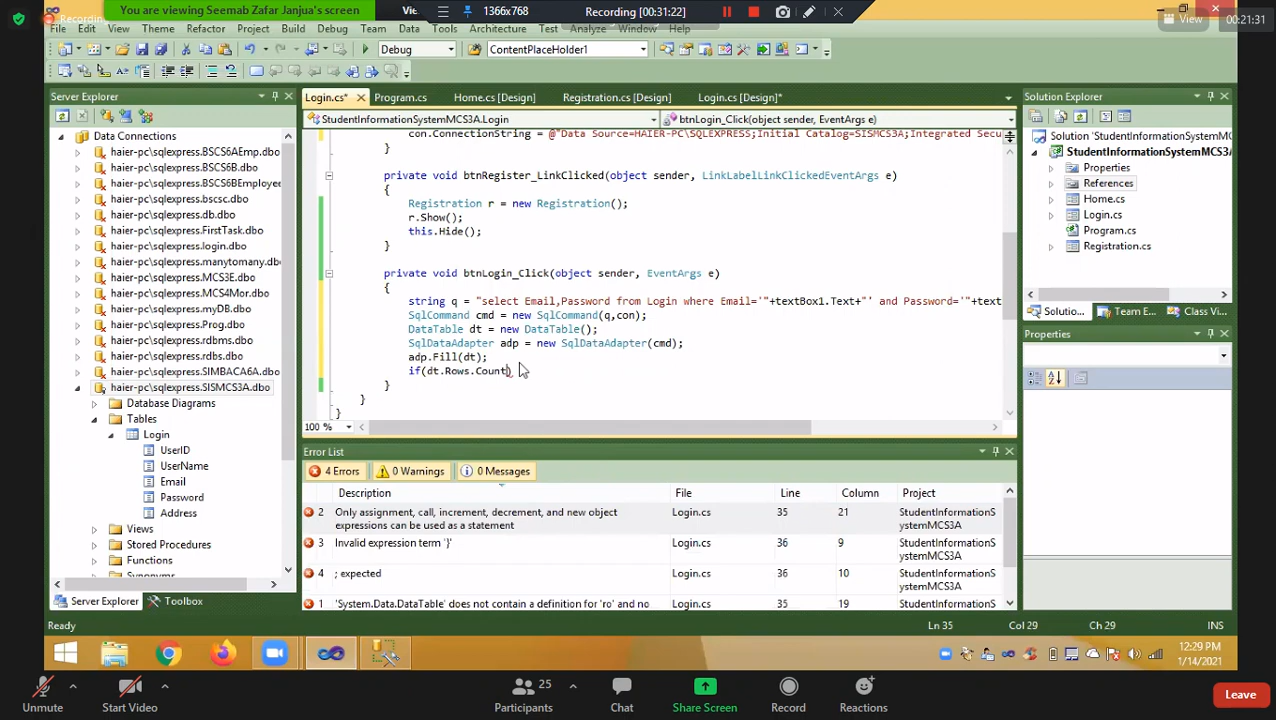 You are viewing Seemab Zafar Janjua's screen
1366x768
Recording [00:31:22]
View
00:21:31
Edit View Theme Refactor Project Build Debug Team Data Tools Architecture Test Analyze Window Help
Debug
ContentPlaceHolder1
Server Explorer
Data Connections
haier-pc\sqlexpress.BSCS6AEmp.dbo
haier-pc\sqlexpress.BSCS6B.dbo
haier-pc\sqlexpress.BSCS6BEmployee
haier-pc\sqlexpress.bscsc.dbo
haier-pc\sqlexpress.db.dbo
haier-pc\sqlexpress.FirstTask.dbo
haier-pc\sqlexpress.login.dbo
haier-pc\sqlexpress.manytomany.dbo
haier-pc\sqlexpress.MCS3E.dbo
haier-pc\sqlexpress.MCS4Mor.dbo
haier-pc\sqlexpress.myDB.dbo
haier-pc\sqlexpress.Prog.dbo
haier-pc\sqlexpress.rdbms.dbo
haier-pc\sqlexpress.rdbs.dbo
haier-pc\sqlexpress.SIMBACA3.dbo
haier-pc\sqlexpress.SISMCS3A.dbo
Database Diagrams
Tables
Login
UserID
UserName
Email
Password
Address
Views
Stored Procedures
Functions
Synonyms
Server Explorer
Toolbox
Login.cs*
Program.cs
Home.cs [Design]
Registration.cs [Design]
Login.cs [Design]*
StudentInformationSystemMCS3A.Login
btnLogin_Click(object sender, EventArgs e)
con.ConnectionString = @"Data Source=HAIER-PC\SQLEXPRESS;Initial Catalog=SISMCS3A;Integrated Secu
}
private void btnRegister_LinkClicked(object sender, LinkLabelLinkClickedEventArgs e)
{
Registration r = new Registration();
r.Show();
this.Hide();
}
private void btnLogin_Click(object sender, EventArgs e)
{
string q = "select Email,Password from Login where Email='"+textBox1.Text+"' and Password='"+text
SqlCommand cmd = new SqlCommand(q,con);
DataTable dt = new DataTable();
SqlDataAdapter adp = new SqlDataAdapter(cmd);
adp.Fill(dt);
if(dt.Rows.Count)
}
}
}
100 %
Error List
4 Errors
0 Warnings
0 Messages
Description File Line Column Project
2 Only assignment, call, increment, decrement, and new object expressions can be used as a statement Login.cs 35 21 StudentInformationSystemMCS3A
3 Invalid expression term '}' Login.cs 36 9 StudentInformationSystemMCS3A
4 ; expected Login.cs 36 10 StudentInformationSystemMCS3A
1 'System.Data.DataTable' does not contain a definition for 'ro' and no Login.cs 35 19 StudentInformationS
Solution Explorer
Solution 'StudentInformationSystemMCS3A
StudentInformationSystemMCS3A
Properties
References
Home.cs
Login.cs
Program.cs
Registration.cs
Solutio...
Team E...
Class Vi...
Properties
Ready
Ln 35
Col 29
Ch 29
INS
12:29 PM
1/14/2021
Unmute
Start Video
25
Participants
Chat
Share Screen
Record
Reactions
Leave